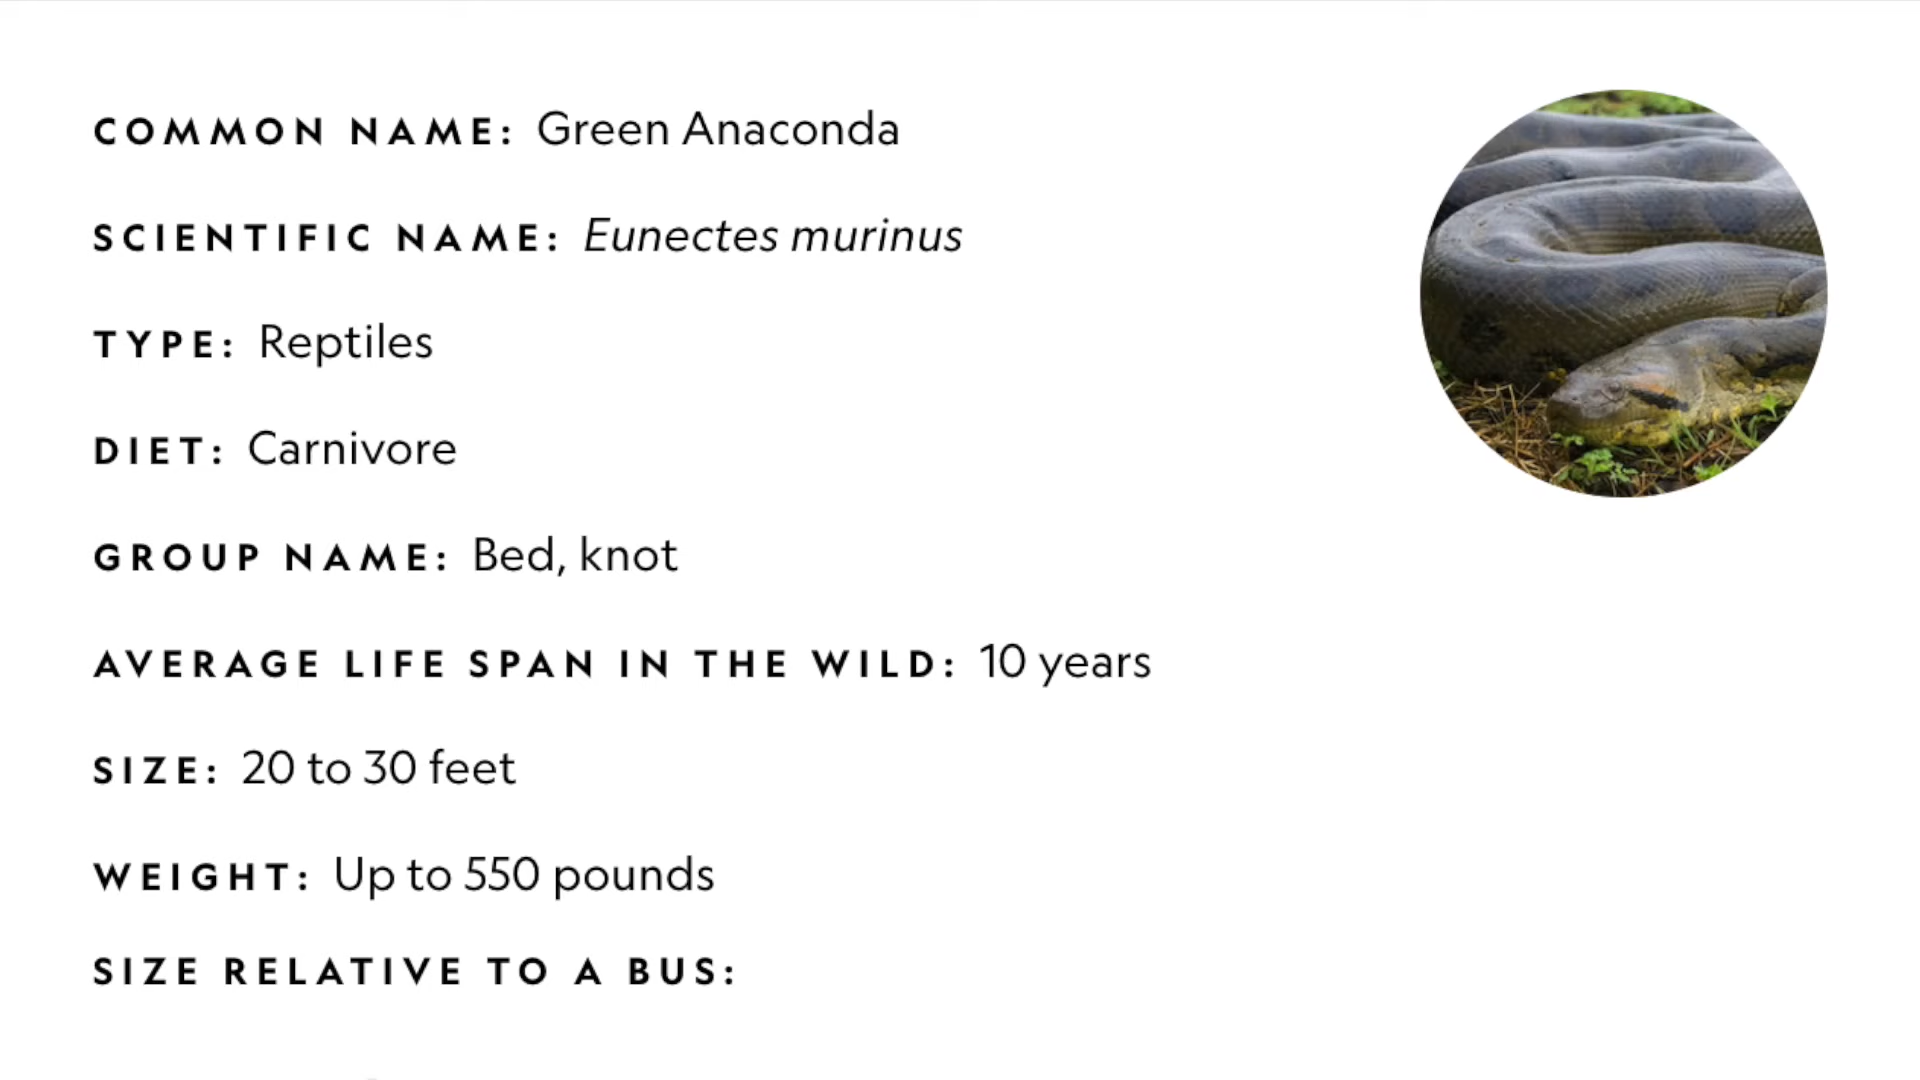 COMMON NAME: Green Anaconda
SCIENTIFIC NAME: Eunectes murinus
TYPE: Reptiles
DIET: Carnivore
GROUP NAME: Bed, knot
AVERAGE LIFE SPAN IN THE WILD: 10 years
SIZE: 20 to 30 feet
WEIGHT: Up to 550 pounds
SIZE RELATIVE TO A BUS: